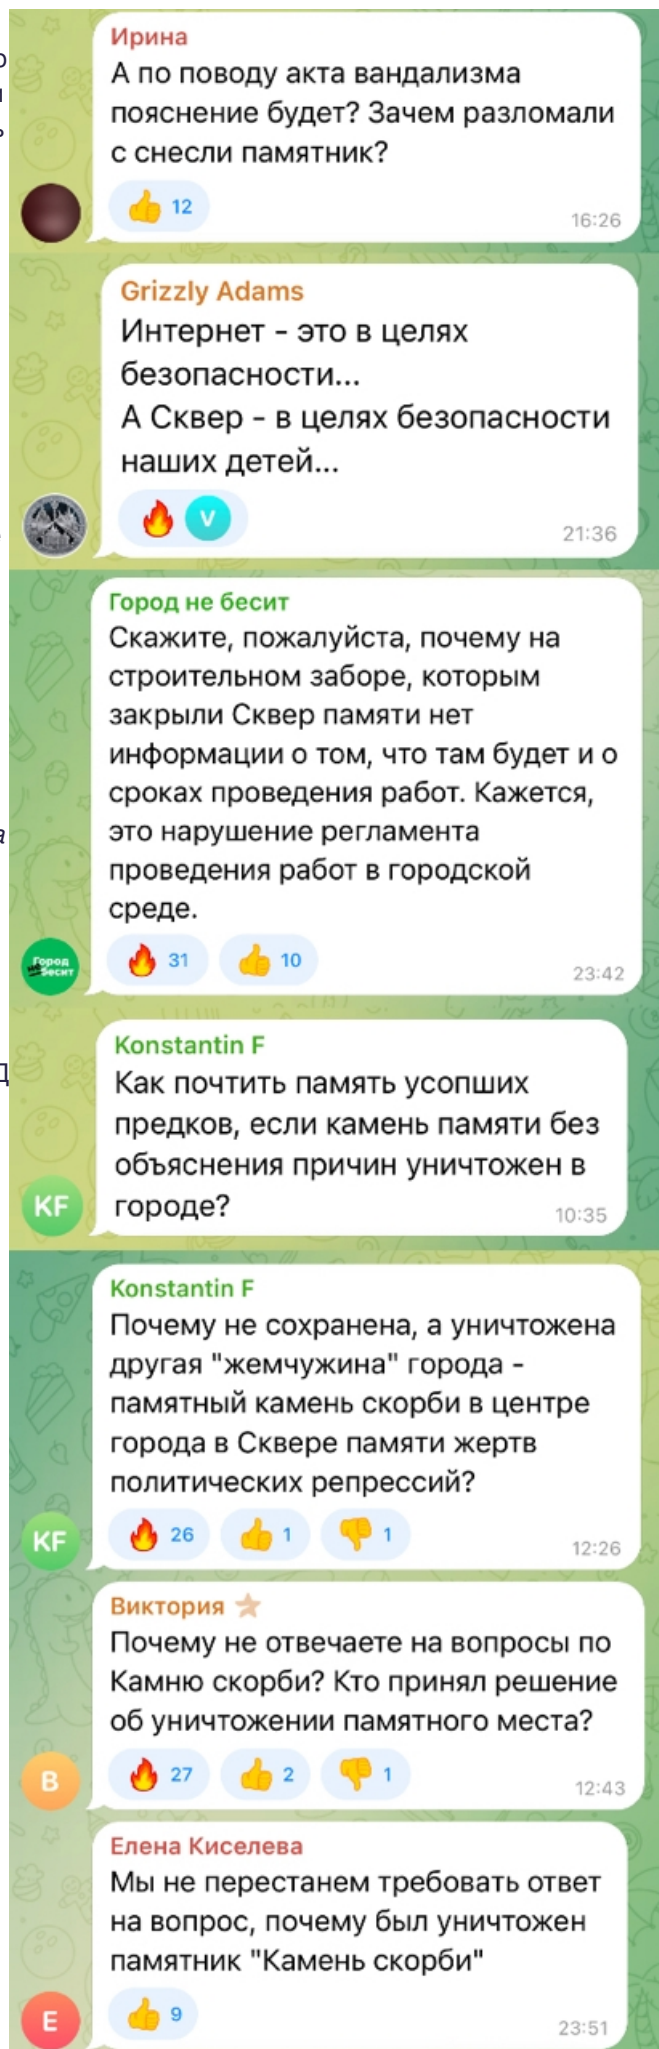 Ирина
А по поводу акта вандализма
пояснение будет? Зачем разломали
с снесли памятник?
👍 12
16:26
Grizzly Adams
Интернет - это в целях
безопасности...
А Сквер - в целях безопасности
наших детей...
🔥 V
21:36
Город не бесит
Скажите, пожалуйста, почему на
строительном заборе, которым
закрыли Сквер памяти нет
информации о том, что там будет и о
сроках проведения работ. Кажется,
это нарушение регламента
проведения работ в городской
среде.
Город
не бесит
🔥 31 👍 10
23:42
Konstantin F
Как почтить память усопших
предков, если камень памяти без
объяснения причин уничтожен в
городе?
KF
10:35
Konstantin F
Почему не сохранена, а уничтожена
другая "жемчужина" города -
памятный камень скорби в центре
города в Сквере памяти жертв
политических репрессий?
KF
🔥 26 👍 1 👎 1
12:26
Виктория
Почему не отвечаете на вопросы по
Камню скорби? Кто принял решение
об уничтожении памятного места?
В
🔥 27 👍 2 👎 1
12:43
Елена Киселева
Мы не перестанем требовать ответ
на вопрос, почему был уничтожен
памятник "Камень скорби"
Е
👍 9
23:51